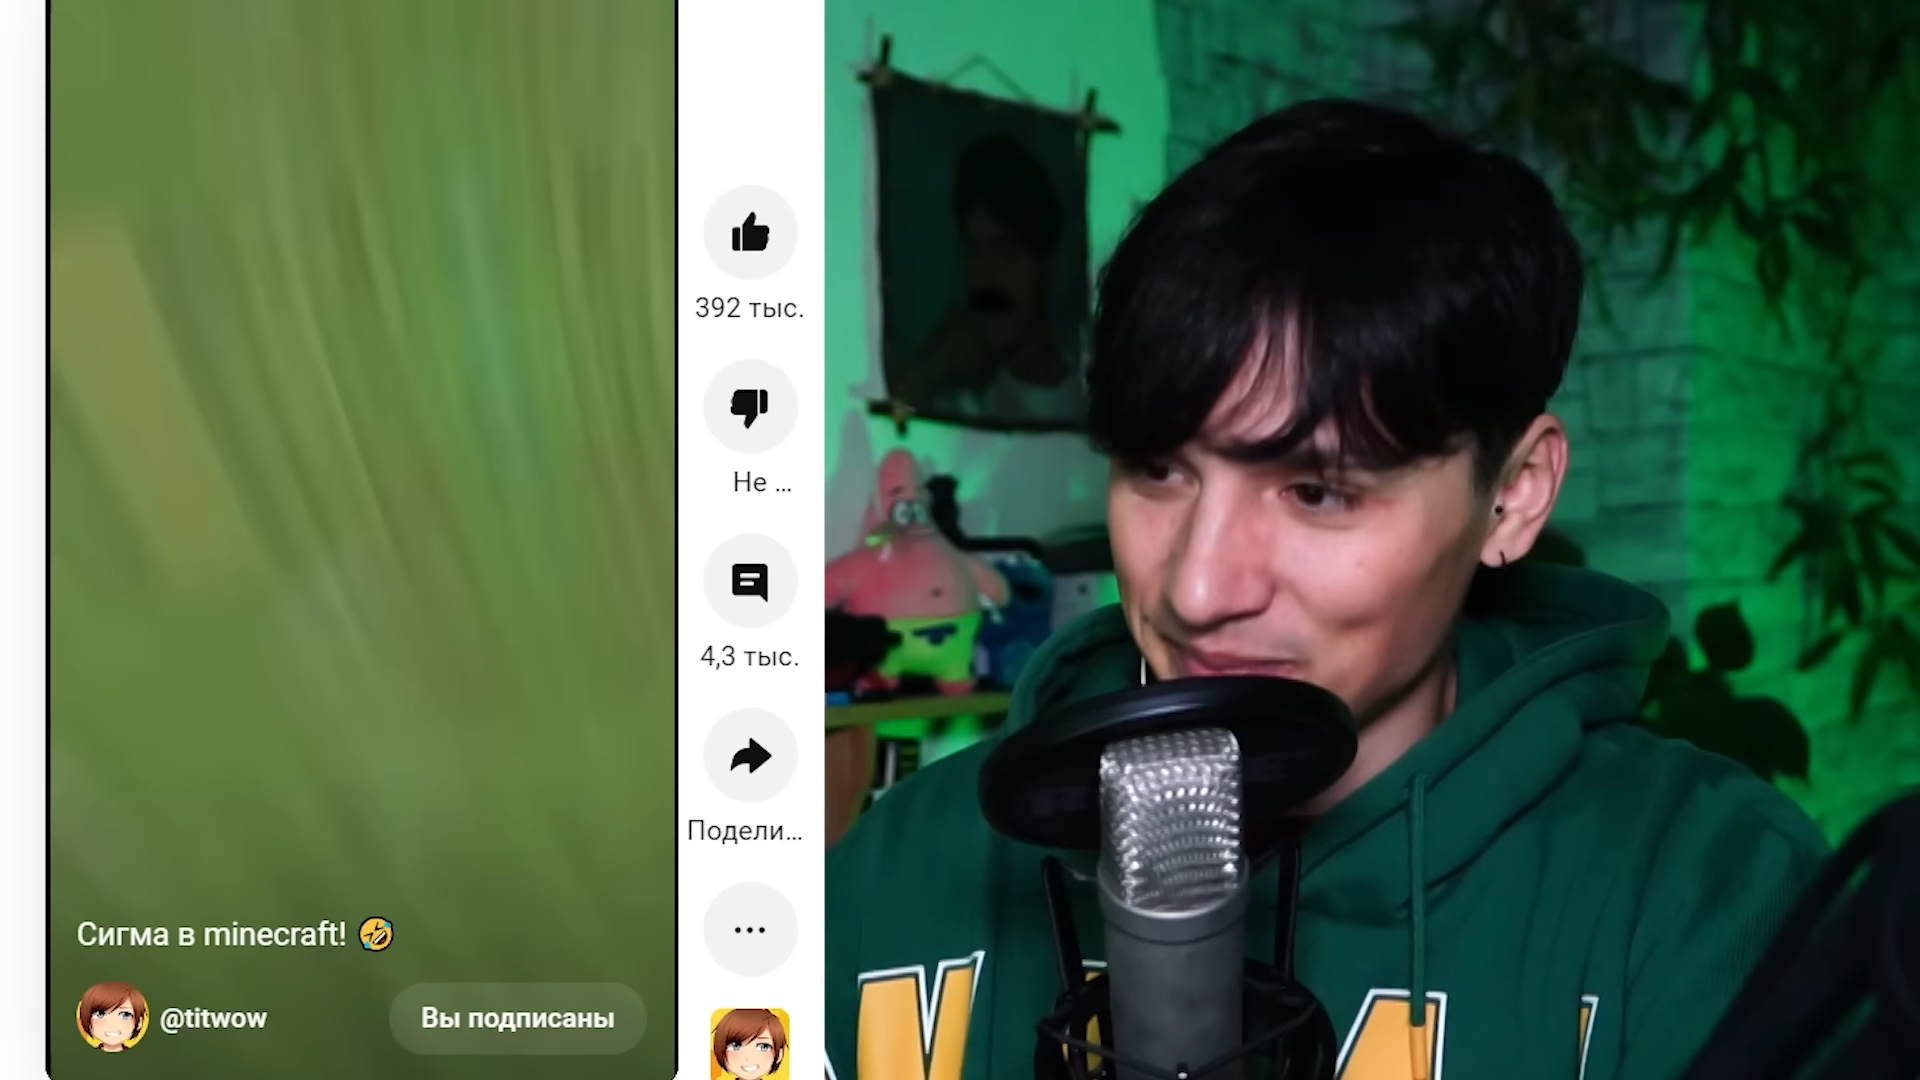 392 тыс.
Не ...
4,3 тыс.
Подели...
Сигма в minecraft! 🤣
@titwow
Вы подписаны